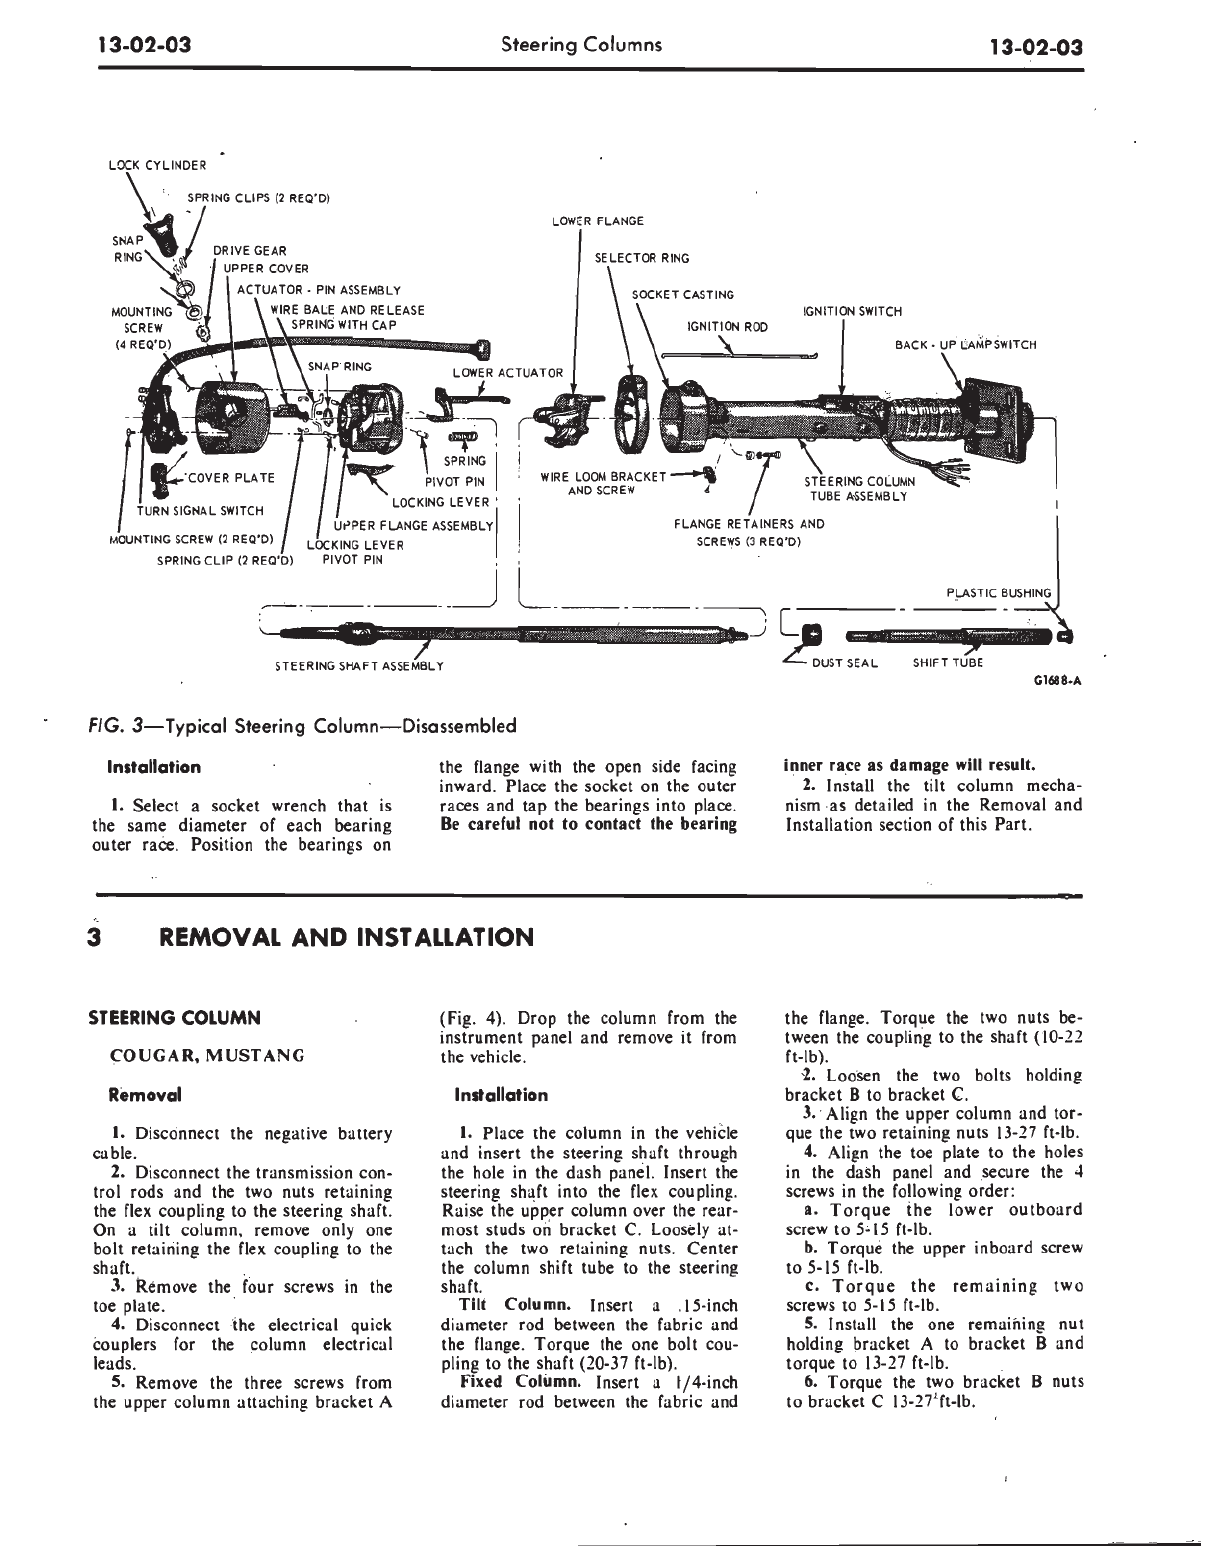 13-02-03
Steering Columns
13-02-03
LOCK CYLINDER
SPRING CLIPS (2 REQ'D)
LOWER FLANGE
SNAP
RING
DRIVE GEAR
SELECTOR RING
UPPER COVER
ACTUATOR - PIN ASSEMBLY
SOCKET CASTING
MOUNTING
SCREW
(4 REQ'D)
WIRE BALE AND RELEASE
SPRING WITH CAP
IGNITION SWITCH
IGNITION ROD
BACK - UP LAMP SWITCH
SNAP RING
LOWER ACTUATOR
SPRING
COVER PLATE
PIVOT PIN
WIRE LOOM BRACKET
AND SCREW
STEERING COLUMN
TUBE ASSEMBLY
LOCKING LEVER
TURN SIGNAL SWITCH
UPPER FLANGE ASSEMBLY
FLANGE RETAINERS AND
SCREWS (3 REQ'D)
MOUNTING SCREW (2 REQ'D)
LOCKING LEVER
PIVOT PIN
SPRING CLIP (2 REQ'D)
PLASTIC BUSHING
STEERING SHAFT ASSEMBLY
DUST SEAL
SHIFT TUBE
G1688-A
FIG. 3—Typical Steering Column—Disassembled
Installation
1. Select a socket wrench that is
the same diameter of each bearing
outer race. Position the bearings on
the flange with the open side facing
inward. Place the socket on the outer
races and tap the bearings into place.
Be careful not to contact the bearing
inner race as damage will result.
2. Install the tilt column mecha-
nism as detailed in the Removal and
Installation section of this Part.
3 REMOVAL AND INSTALLATION
STEERING COLUMN
COUGAR, MUSTANG
Removal
1. Disconnect the negative battery
cable.
2. Disconnect the transmission con-
trol rods and the two nuts retaining
the flex coupling to the steering shaft.
On a tilt column, remove only one
bolt retaining the flex coupling to the
shaft.
3. Remove the four screws in the
toe plate.
4. Disconnect the electrical quick
couplers for the column electrical
leads.
5. Remove the three screws from
the upper column attaching bracket A
(Fig. 4). Drop the column from the
instrument panel and remove it from
the vehicle.
Installation
1. Place the column in the vehicle
and insert the steering shaft through
the hole in the dash panel. Insert the
steering shaft into the flex coupling.
Raise the upper column over the rear-
most studs on bracket C. Loosely at-
tach the two retaining nuts. Center
the column shift tube to the steering
shaft.
Tilt Column. Insert a .15-inch
diameter rod between the fabric and
the flange. Torque the one bolt cou-
pling to the shaft (20-37 ft-lb).
Fixed Column. Insert a 1/4-inch
diameter rod between the fabric and
the flange. Torque the two nuts be-
tween the coupling to the shaft (10-22
ft-lb).
2. Loosen the two bolts holding
bracket B to bracket C.
3. Align the upper column and tor-
que the two retaining nuts 13-27 ft-lb.
4. Align the toe plate to the holes
in the dash panel and secure the 4
screws in the following order:
a. Torque the lower outboard
screw to 5-15 ft-lb.
b. Torque the upper inboard screw
to 5-15 ft-lb.
c. Torque the remaining two
screws to 5-15 ft-lb.
5. Install the one remaining nut
holding bracket A to bracket B and
torque to 13-27 ft-lb.
6. Torque the two bracket B nuts
to bracket C 13-27 ft-lb.